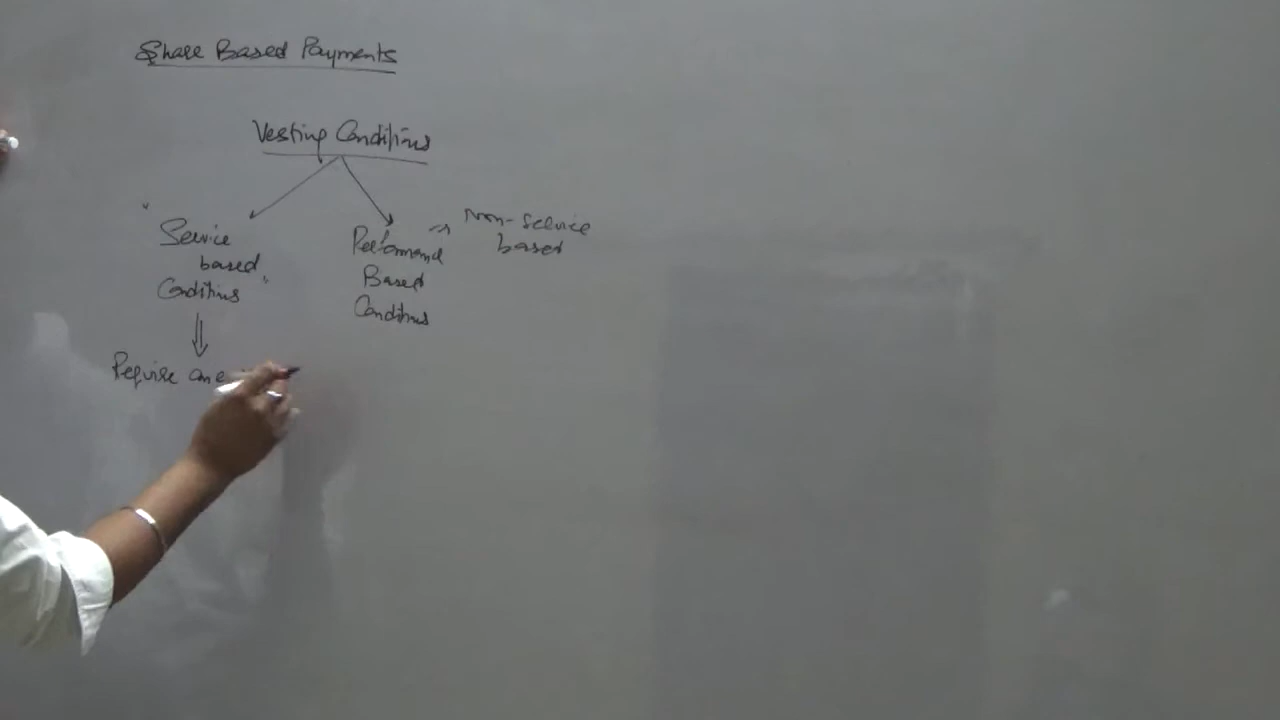 Share Based Payments
Vesting Conditions
"Service
based
Conditions"
Performance
Based
Conditions
⇒ Non-Service
based
Require one